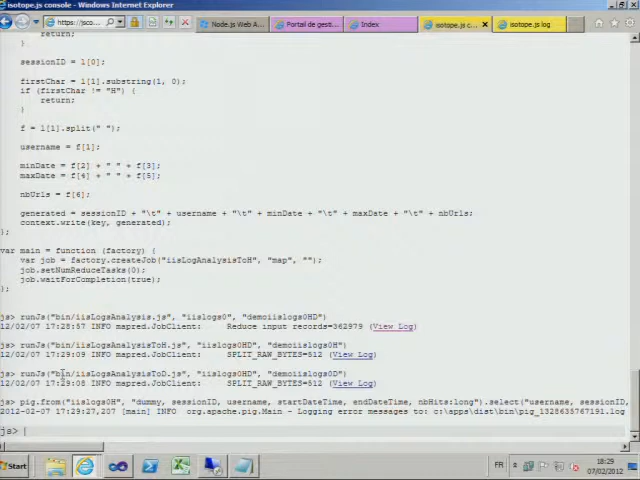 isotope.js console - Windows Internet Explorer
https://jsco...
Node.js Web A...
Portail de gesti...
Index
isotope.js c...
isotope.js log
return;
}
sessionID = l[0];
firstChar = l[1].substring(1, 0);
if (firstChar != "H") {
return;
}
f = l[1].split(" ");
username = f[1];
minDate = f[2] + " " + f[3];
maxDate = f[4] + " " + f[5];
nbUrls = f[6];
generated = sessionID + "\t" + username + "\t" + minDate + "\t" + maxDate + "\t" + nbUrls;
context.write(key, generated);
};
var main = function (factory) {
var job = factory.createJob("iisLogAnalysisToH", "map", "");
job.setNumReduceTasks(0);
job.waitForCompletion(true);
};
js> runJs("bin/iisLogsAnalysis.js", "iislogs0", "demoiislogs0HD")
12/02/07 17:28:57 INFO mapred.JobClient: Reduce input records=362979 (View Log)
js> runJs("bin/iisLogsAnalysisToH.js", "iislogs0HD", "demoiislogs0H")
12/02/07 17:29:09 INFO mapred.JobClient: SPLIT_RAW_BYTES=512 (View Log)
js> runJs("bin/iisLogsAnalysisToD.js", "iislogs0HD", "demoiislogs0D")
12/02/07 17:29:05 INFO mapred.JobClient: SPLIT_RAW_BYTES=512 (View Log)
js> pig.from("iislogs0H", "dummy, sessionID, username, startDateTime, endDateTime, nbHits:long").select("username, sessionID,
2012-02-07 17:29:27,207 [main] INFO org.apache.pig.Main - Logging error messages to: c:\apps\dist\bin\pig_1328635767191.log
js>
Start
FR
18:29
07/02/2012